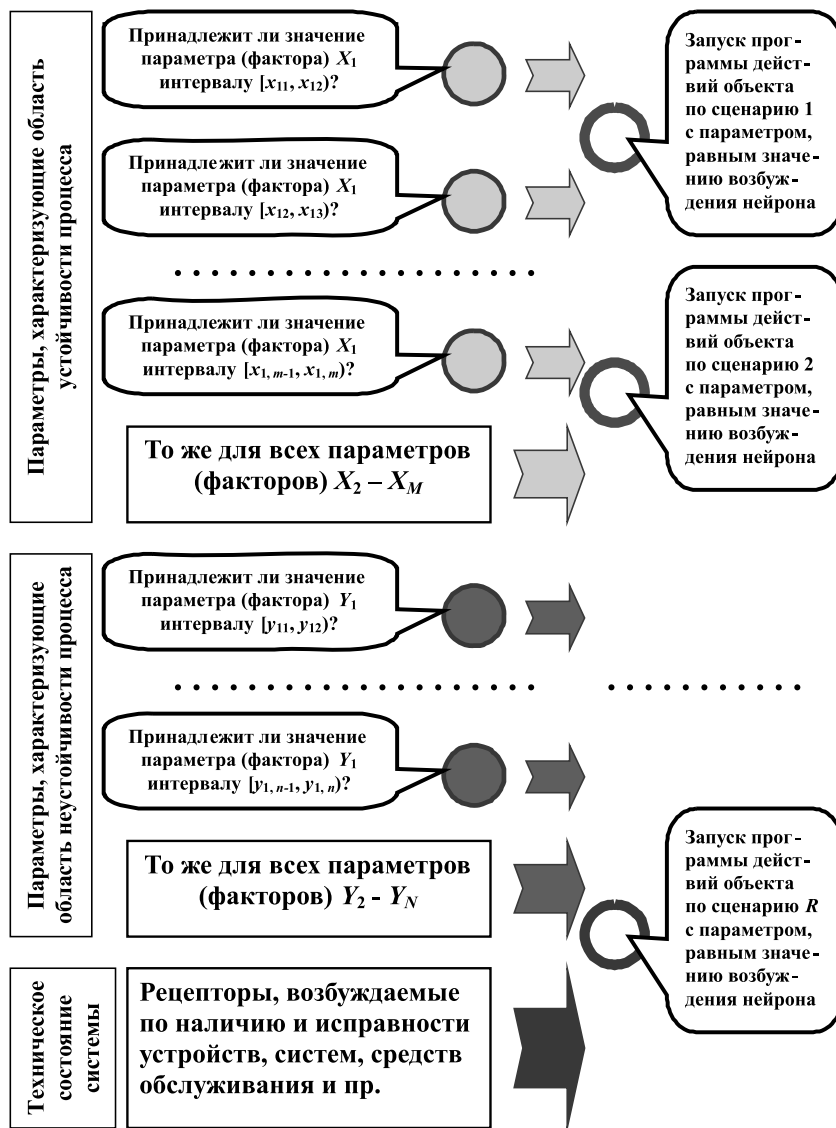 Параметры, характеризующие область
устойчивости процесса
Принадлежит ли значение
параметра (фактора) X1
интервалу [x11, x12)?
Принадлежит ли значение
параметра (фактора) X1
интервалу [x12, x13)?
Принадлежит ли значение
параметра (фактора) X1
интервалу [x1, m-1, x1, m)?
То же для всех параметров
(факторов) X2 – XM
Запуск прог-
раммы дейст-
вий объекта
по сценарию 1
с параметром,
равным значе-
нию возбуж-
дения нейрона
Запуск прог-
раммы дейст-
вий объекта
по сценарию 2
с параметром,
равным значе-
нию возбуж-
дения нейрона
Параметры, характеризующие
область неустойчивости процесса
Принадлежит ли значение
параметра (фактора) Y1
интервалу [y11, y12)?
Принадлежит ли значение
параметра (фактора) Y1
интервалу [y1, n-1, y1, n)?
То же для всех параметров
(факторов) Y2 - YN
Запуск прог-
раммы дейст-
вий объекта
по сценарию R
с параметром,
равным значе-
нию возбуж-
дения нейрона
Техническое
состояние
системы
Рецепторы, возбуждаемые
по наличию и исправности
устройств, систем, средств
обслуживания и пр.